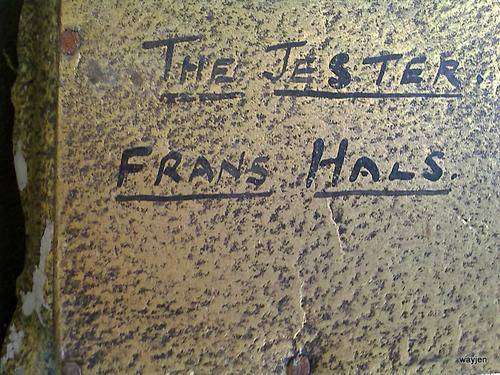 THE JESTER.
FRANS HALS.
wayjen